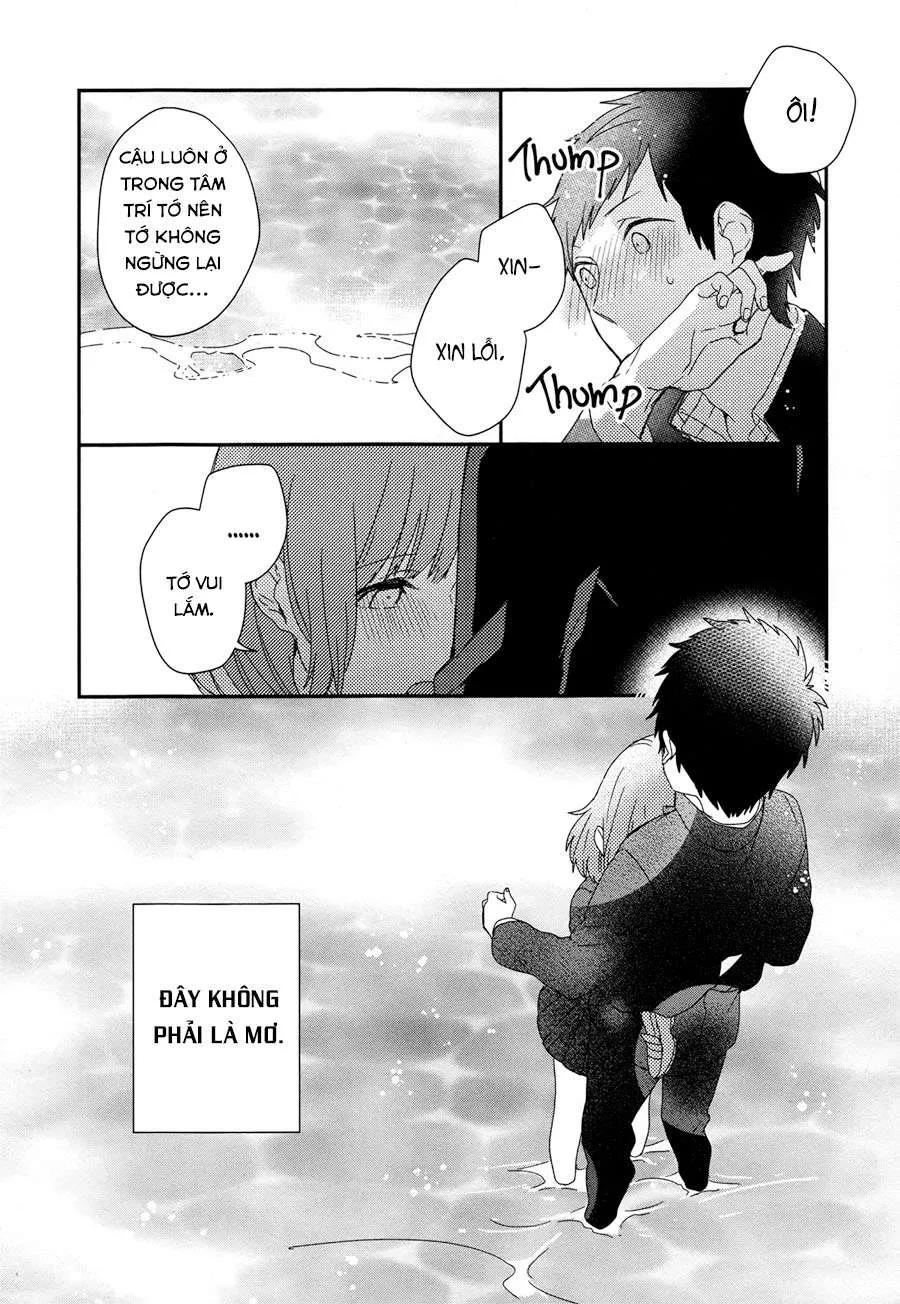 ÔI!
Thump
XIN-
XIN LỖI.
Thump
CẬU LUÔN Ở
TRONG TÂM
TRÍ TỚ NÊN
TỚ KHÔNG
NGỪNG LẠI
ĐƯỢC...
......
TỚ VUI
LẮM.
ĐÂY KHÔNG
PHẢI LÀ MƠ.